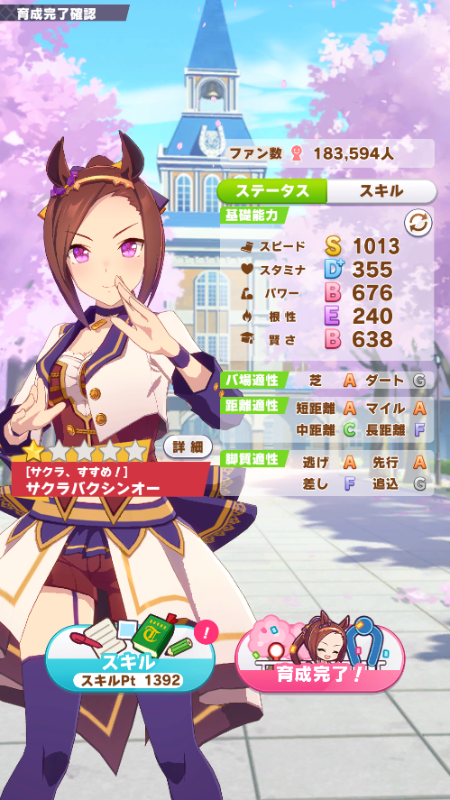 育成完了確認
ファン数 183,594人
ステータス スキル
基礎能力
スピード S 1013
スタミナ D+ 355
パワー B 676
根性 E 240
賢さ B 638
バ場適性 芝 A ダート G
距離適性 短距離 A マイル A
中距離 C 長距離 F
脚質適性 逃げ A 先行 A
差し F 追込 G
詳細
[サクラ、すすめ!]
サクラバクシンオー
T
!
スキル
スキルPt 1392
育成完了!